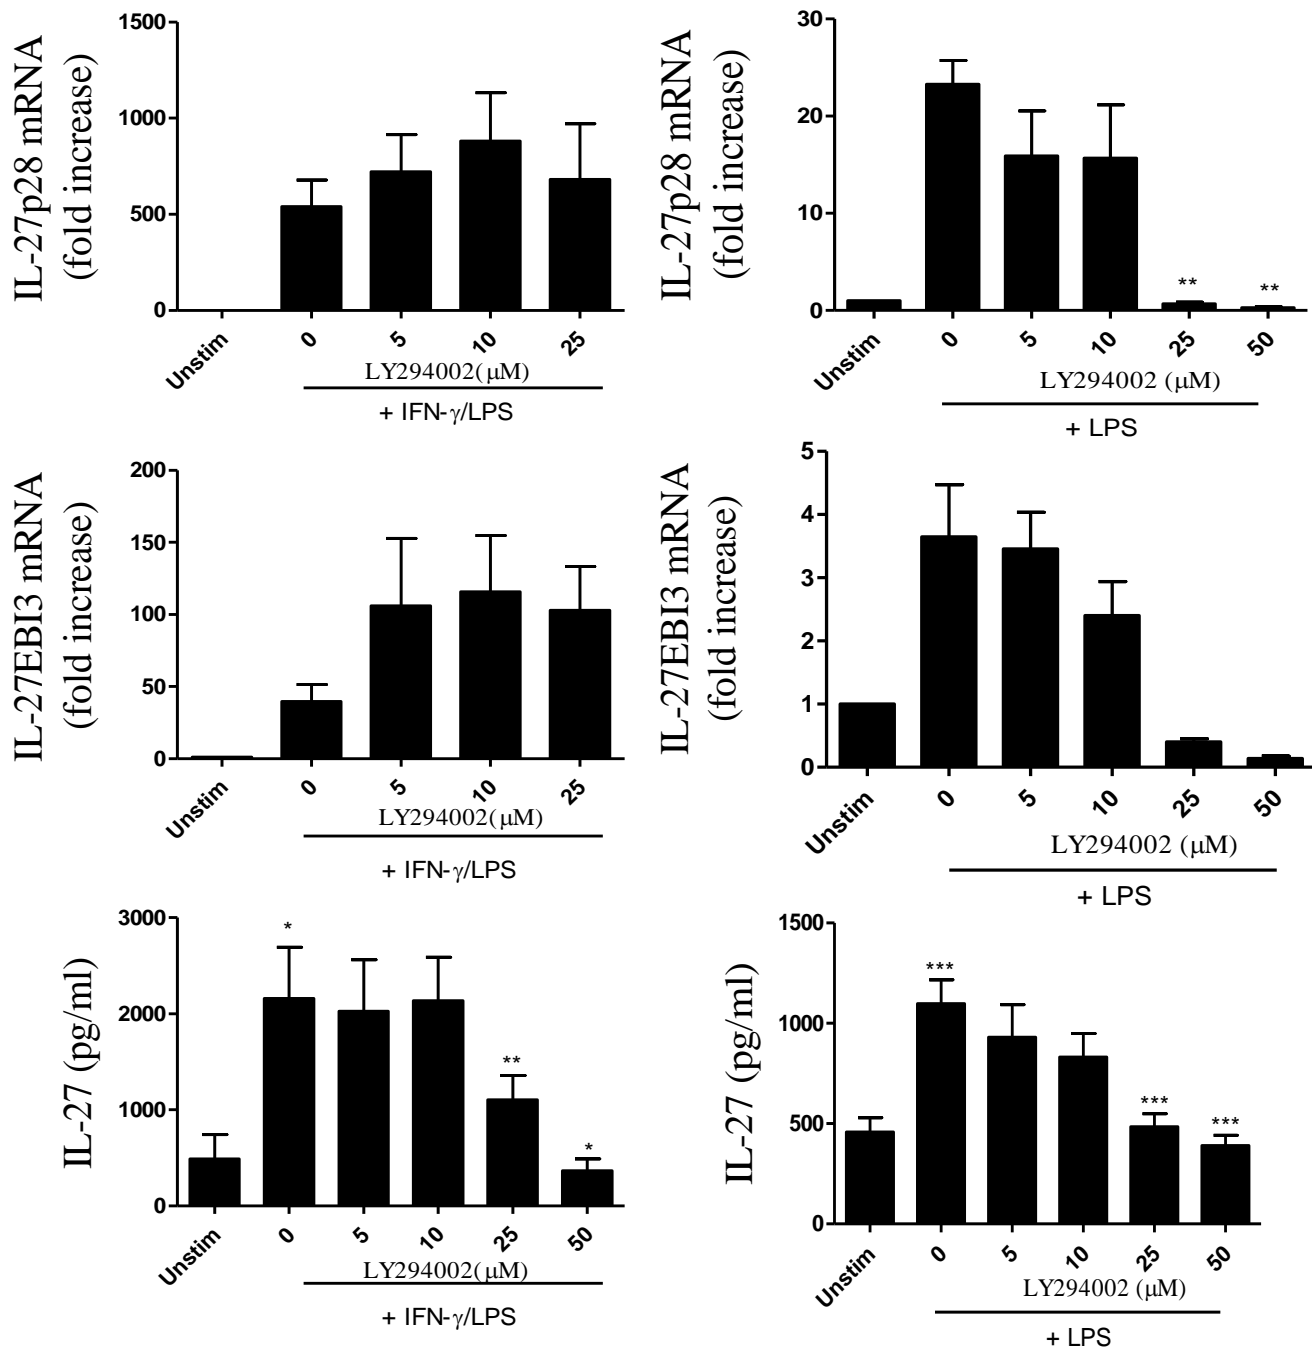 IL-27p28 mRNA
(fold increase)
1500
1000
500
0
Unstim
0
5
10
25
LY294002(μM)
+ IFN-γ/LPS
IL-27p28 mRNA
(fold increase)
30
20
10
0
**
**
Unstim
0
5
10
25
50
LY294002 (μM)
+ LPS
IL-27EBI3 mRNA
(fold increase)
200
150
100
50
0
Unstim
0
5
10
25
LY294002(μM)
+ IFN-γ/LPS
IL-27EBI3 mRNA
(fold increase)
5
4
3
2
1
0
Unstim
0
5
10
25
50
LY294002 (μM)
+ LPS
IL-27 (pg/ml)
3000
2000
1000
0
*
**
*
Unstim
0
5
10
25
50
LY294002(μM)
+ IFN-γ/LPS
IL-27 (pg/ml)
1500
1000
500
0
***
***
***
Unstim
0
5
10
25
50
LY294002 (μM)
+ LPS